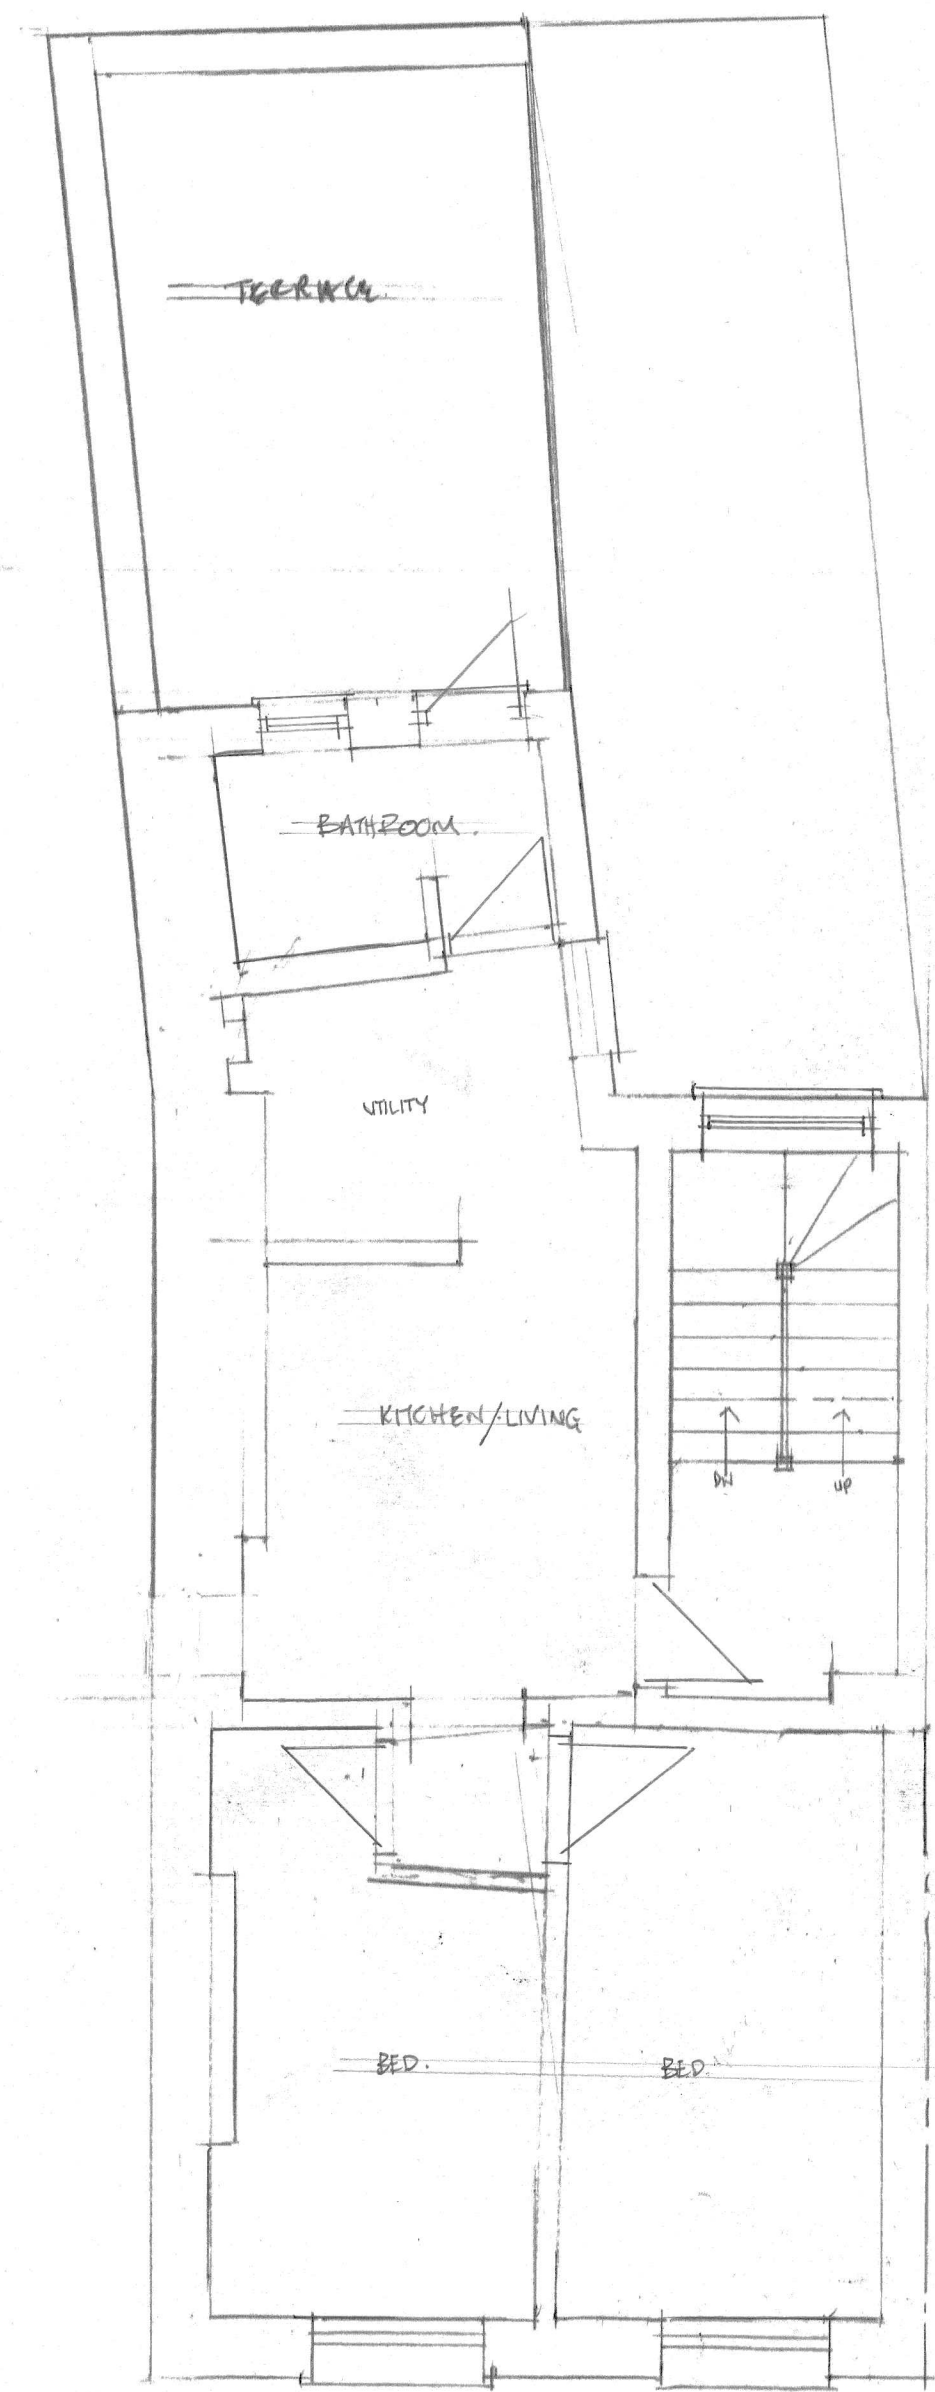 TERRACE.
BATHROOM.
UTILITY
KITCHEN/LIVING
DN
UP
BED.
BED.